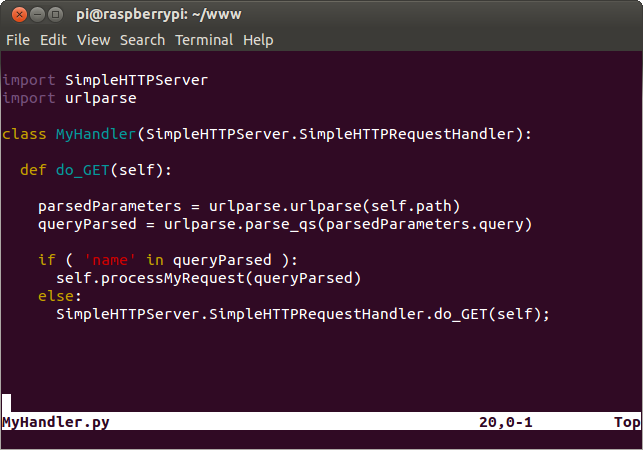 pi@raspberrypi: ~/www
File Edit View Search Terminal Help
import SimpleHTTPServer
import urlparse
class MyHandler(SimpleHTTPServer.SimpleHTTPRequestHandler):
  def do_GET(self):
    parsedParameters = urlparse.urlparse(self.path)
    queryParsed = urlparse.parse_qs(parsedParameters.query)
    if ( 'name' in queryParsed ):
      self.processMyRequest(queryParsed)
    else:
      SimpleHTTPServer.SimpleHTTPRequestHandler.do_GET(self);
MyHandler.py 20,0-1 Top